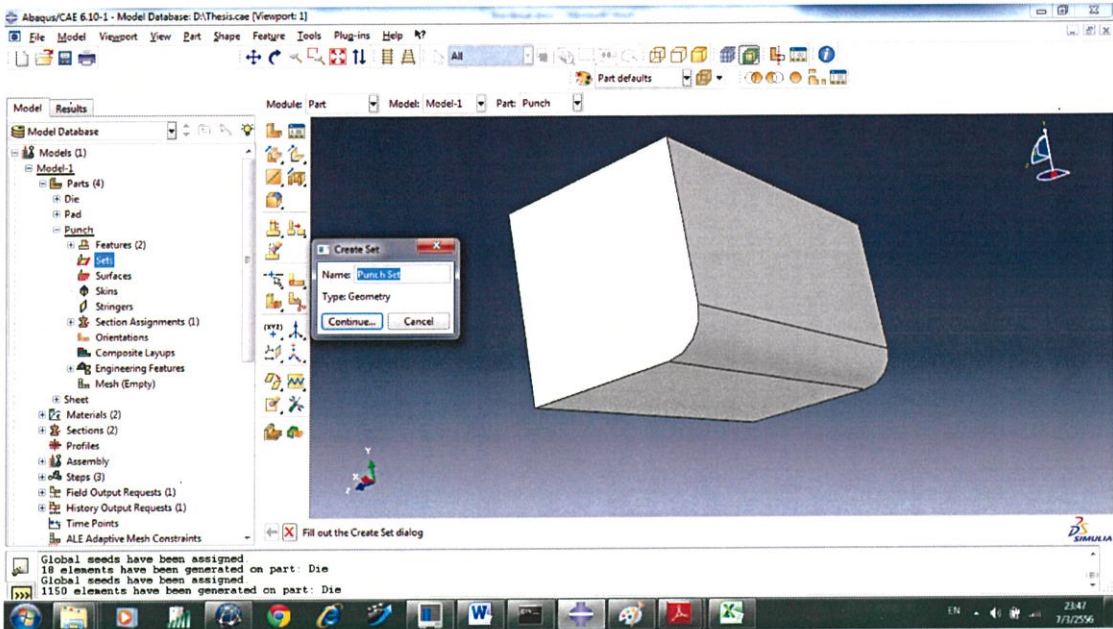 Abaqus/CAE 6.10-1 - Model Database: D:\Thesis.cae [Viewport: 1]
File Model Viewport View Part Shape Feature Tools Plug-ins Help
All
Part defaults
Model Results
Module: Part Model: Model-1 Part: Punch
Model Database
Models (1)
Model-1
Parts (4)
Die
Pad
Punch
Features (2)
Sets
Surfaces
Skins
Stringers
Section Assignments (1)
Orientations
Composite Layups
Engineering Features
Mesh (Empty)
Sheet
Materials (2)
Sections (2)
Profiles
Assembly
Steps (3)
Field Output Requests (1)
History Output Requests (1)
Time Points
ALE Adaptive Mesh Constraints
(XYZ)
Create Set
Name: Punch Set
Type: Geometry
Continue... Cancel
Y
X
Z
Fill out the Create Set dialog
SIMULIA
Global seeds have been assigned.
18 elements have been generated on part: Die
Global seeds have been assigned.
1150 elements have been generated on part: Die
>>>
EN
23:47
7/3/2556